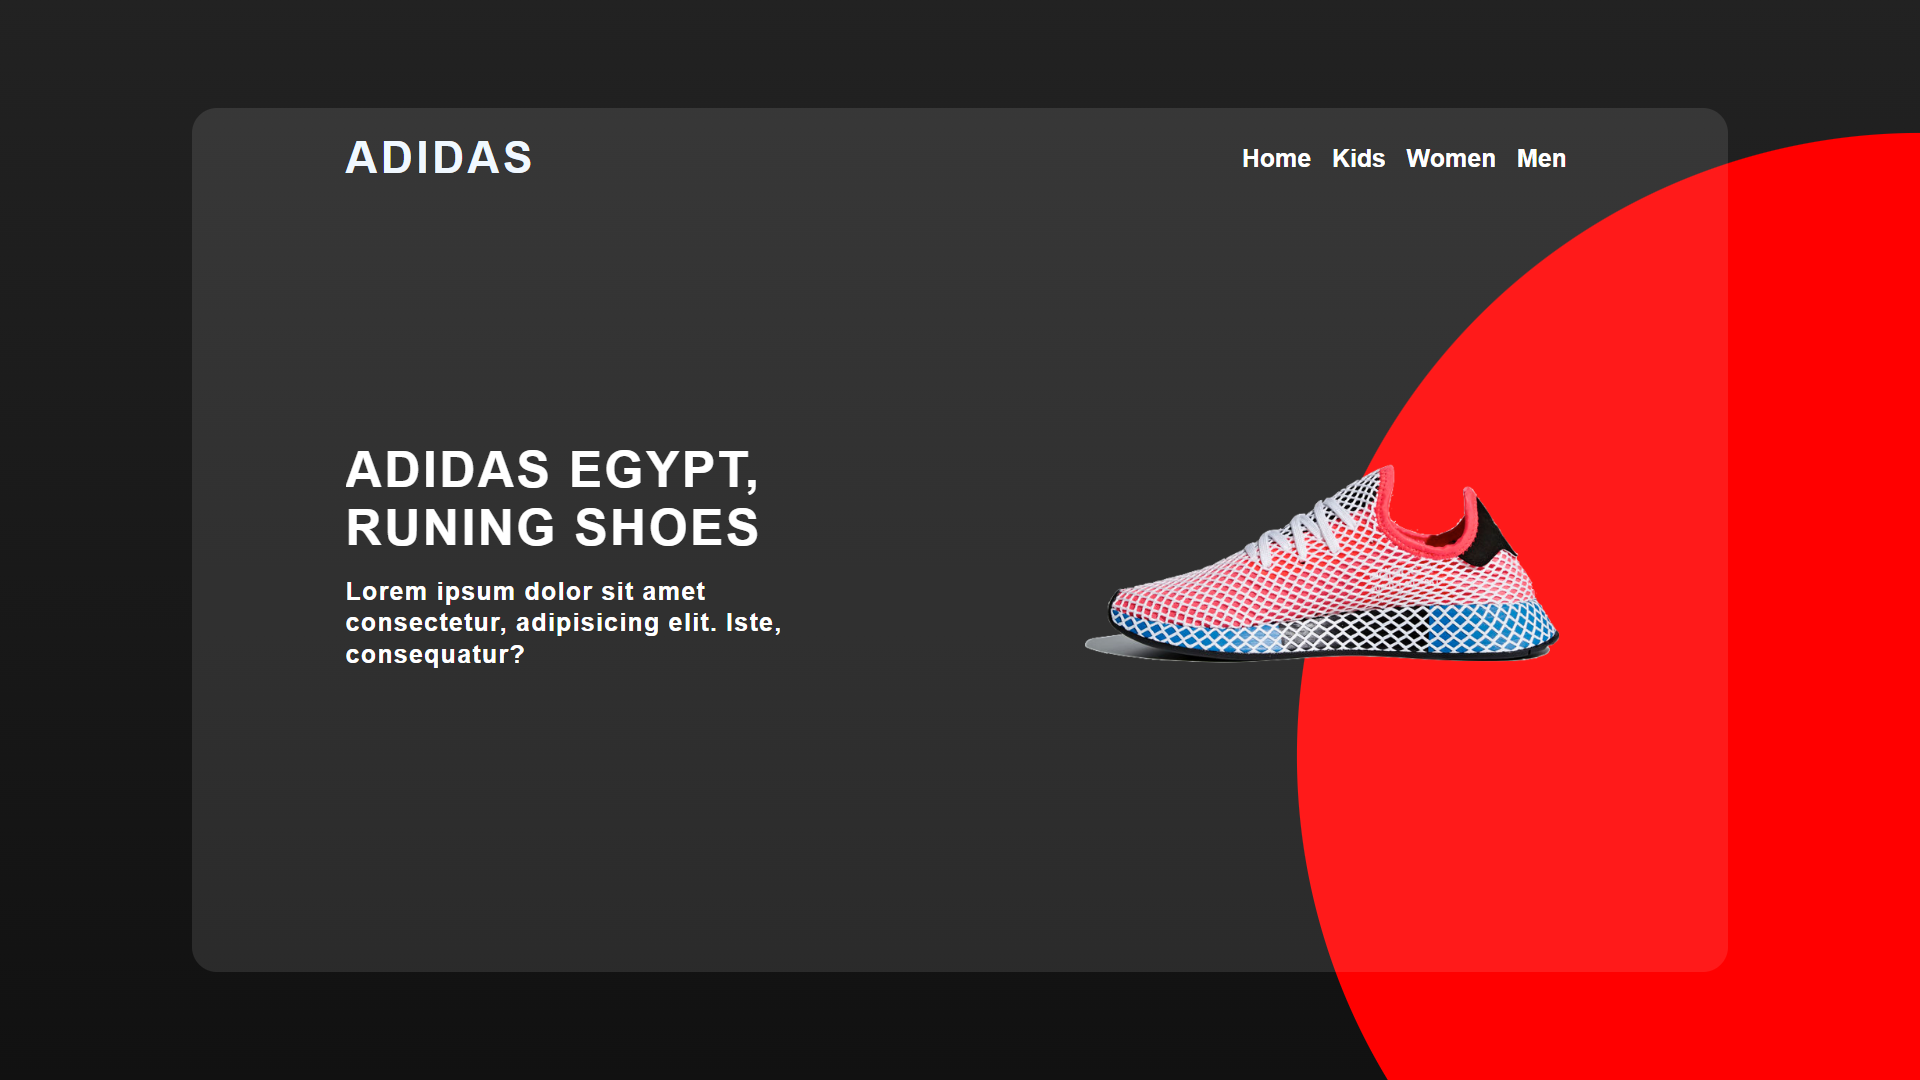 ADIDAS
Home Kids Women Men
ADIDAS EGYPT,
RUNING SHOES
Lorem ipsum dolor sit amet
consectetur, adipisicing elit. Iste,
consequatur?